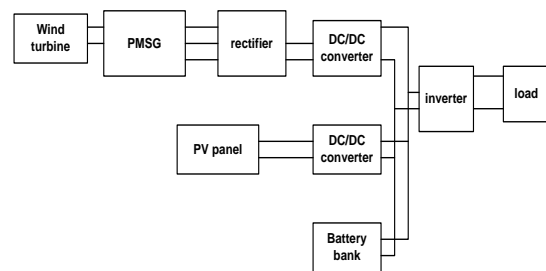 Wind
turbine
PMSG
rectifier
DC/DC
converter
inverter
load
PV panel
DC/DC
converter
Battery
bank